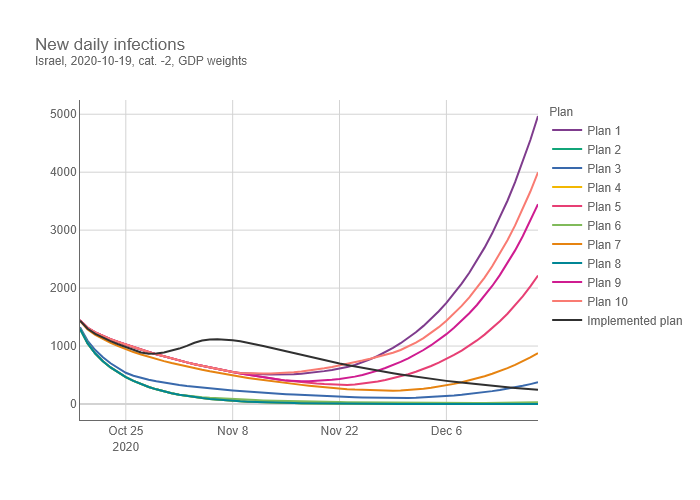 New daily infections
Israel, 2020-10-19, cat. -2, GDP weights
5000
4000
3000
2000
1000
0
Oct 25
2020
Nov 8
Nov 22
Dec 6
Plan
Plan 1
Plan 2
Plan 3
Plan 4
Plan 5
Plan 6
Plan 7
Plan 8
Plan 9
Plan 10
Implemented plan